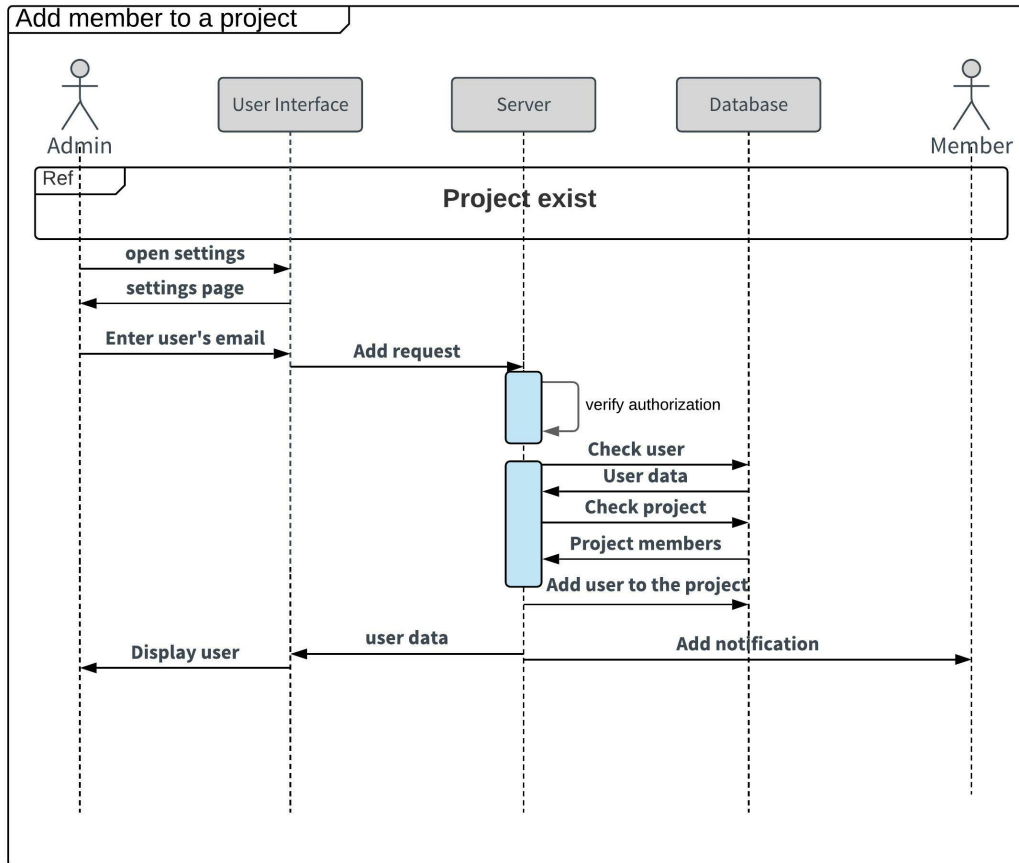 Add member to a project
Admin
User Interface
Server
Database
Member
Ref
Project exist
open settings
settings page
Enter user's email
Add request
verify authorization
Check user
User data
Check project
Project members
Add user to the project
user data
Add notification
Display user